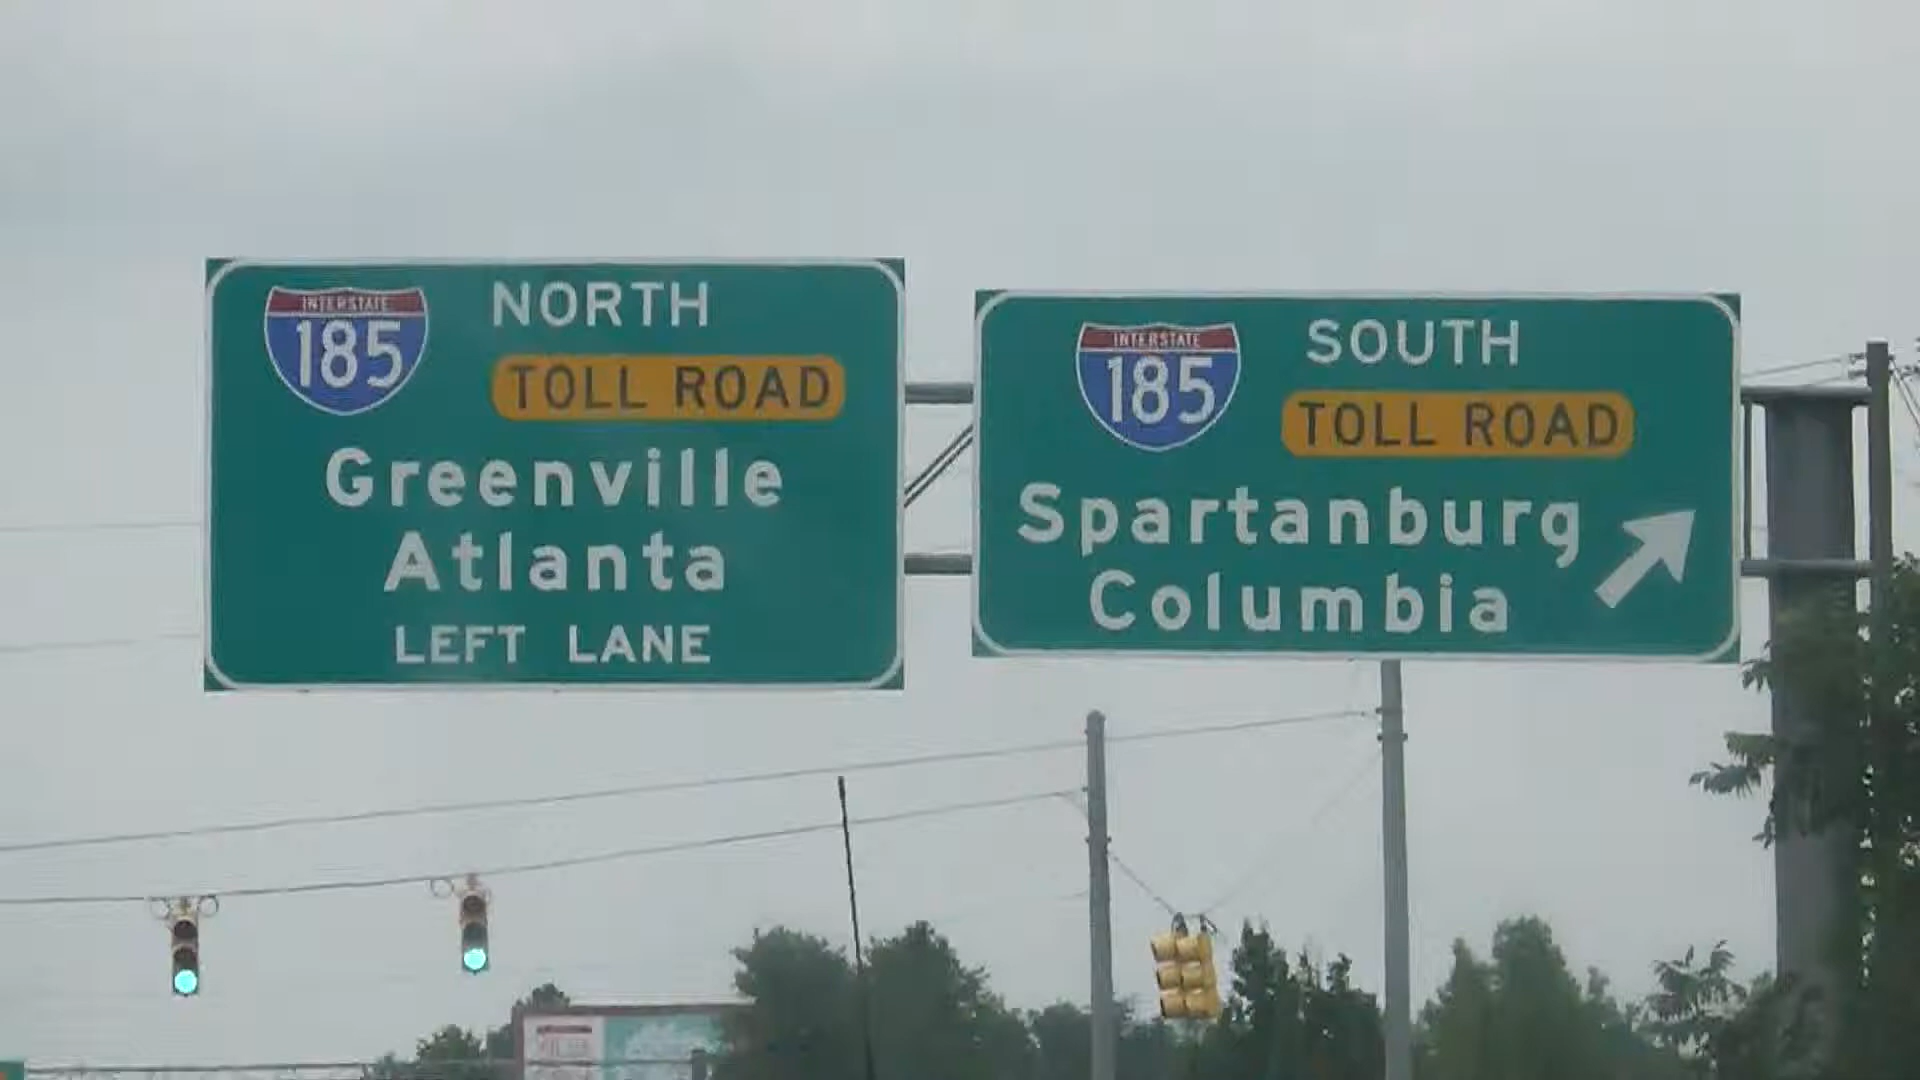 INTERSTATE
185
NORTH
TOLL ROAD
Greenville
Atlanta
LEFT LANE
INTERSTATE
185
SOUTH
TOLL ROAD
Spartanburg
Columbia